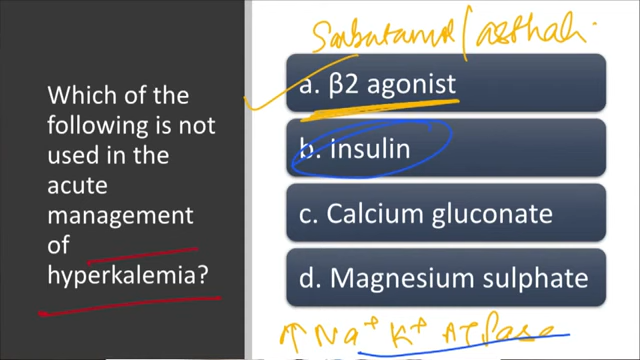 Which of the
following is not
used in the
acute
management
of
hyperkalemia?
Salbutamol (asthali
a. β2 agonist
b. insulin
c. Calcium gluconate
d. Magnesium sulphate
↑ Na⁺ K⁺ ATPase